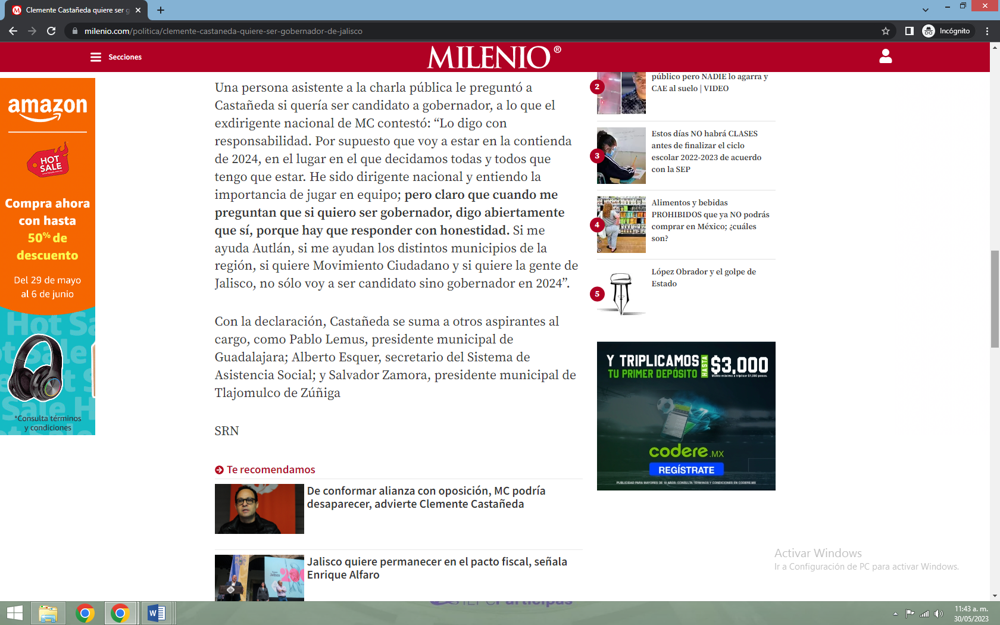 Clemente Castañeda quiere ser g
milenio.com/politica/clemente-castaneda-quiere-ser-gobernador-de-jalisco
Incógnito
Secciones
MILENIO®
amazon
HOT
SALE
Compra ahora
con hasta
50% de
descuento
Del 29 de mayo
al 6 de junio
Hot Sa
*Consulta términos
y condiciones
Una persona asistente a la charla pública le preguntó a
Castañeda si quería ser candidato a gobernador, a lo que el
exdirigente nacional de MC contestó: “Lo digo con
responsabilidad. Por supuesto que voy a estar en la contienda
de 2024, en el lugar en el que decidamos todas y todos que
tengo que estar. He sido dirigente nacional y entiendo la
importancia de jugar en equipo; pero claro que cuando me
preguntan que si quiero ser gobernador, digo abiertamente
que sí, porque hay que responder con honestidad. Si me
ayuda Autlán, si me ayudan los distintos municipios de la
región, si quiere Movimiento Ciudadano y si quiere la gente de
Jalisco, no sólo voy a ser candidato sino gobernador en 2024”.
Con la declaración, Castañeda se suma a otros aspirantes al
cargo, como Pablo Lemus, presidente municipal de
Guadalajara; Alberto Esquer, secretario del Sistema de
Asistencia Social; y Salvador Zamora, presidente municipal de
Tlajomulco de Zúñiga
SRN
Te recomendamos
De conformar alianza con oposición, MC podría
desaparecer, advierte Clemente Castañeda
Jalisco quiere permanecer en el pacto fiscal, señala
Enrique Alfaro
2
público pero NADIE lo agarra y
CAE al suelo | VIDEO
3
Estos días NO habrá CLASES
antes de finalizar el ciclo
escolar 2022-2023 de acuerdo
con la SEP
4
Alimentos y bebidas
PROHIBIDOS que ya NO podrás
comprar en México; ¿cuáles
son?
5
López Obrador y el golpe de
Estado
Y TRIPLICAMOS
TU PRIMER DEPÓSITO
HASTA
$3,000
Monto máximo a triplicar $1,000 pesos.
codere.MX
REGÍSTRATE
PUBLICIDAD PARA MAYORES DE 18 AÑOS. CONSULTA TÉRMINOS Y CONDICIONES EN CODERE.MX
Activar Windows
Ir a Configuración de PC para activar Windows.
11:43 a. m.
30/05/2023